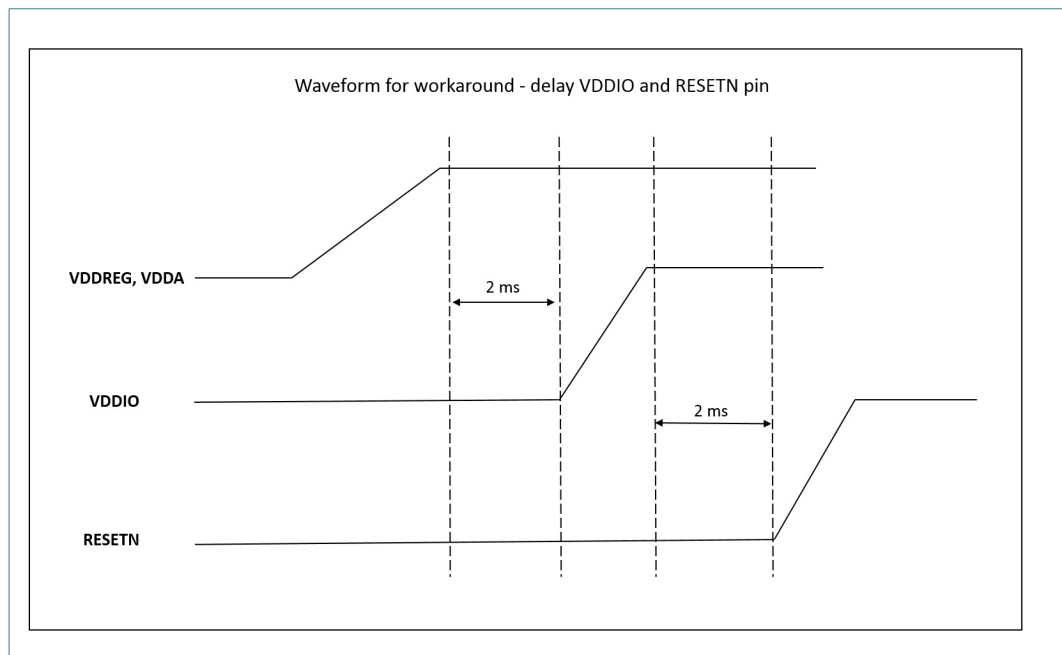 Waveform for workaround - delay VDDIO and RESETN pin
VDDREG, VDDA
2 ms
VDDIO
2 ms
RESETN